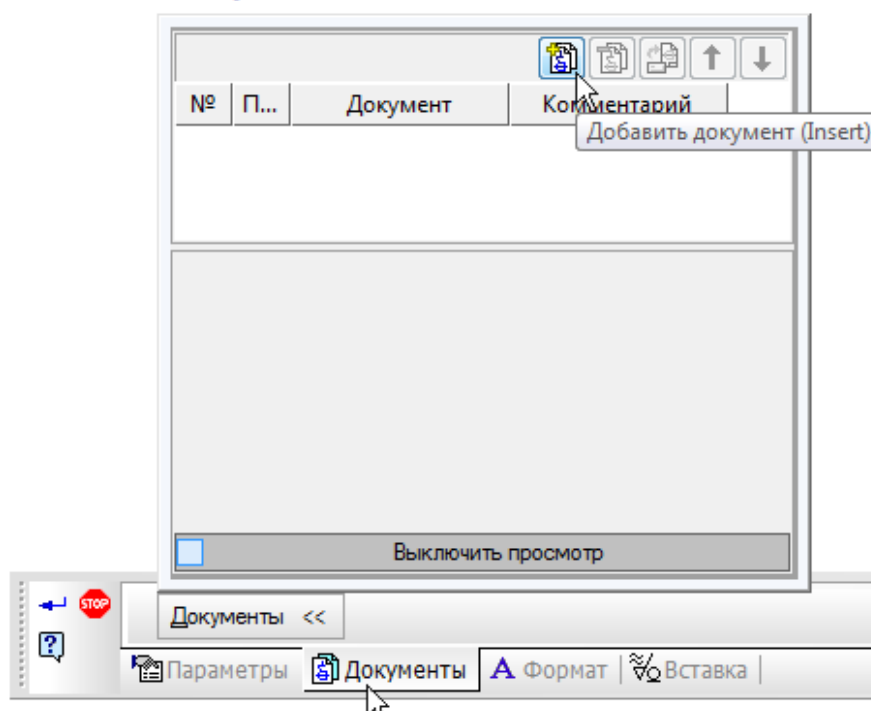 № П... Документ Комментарий
Добавить документ (Insert)
Выключить просмотр
STOP
Документы <<
Параметры Документы A Формат Вставка